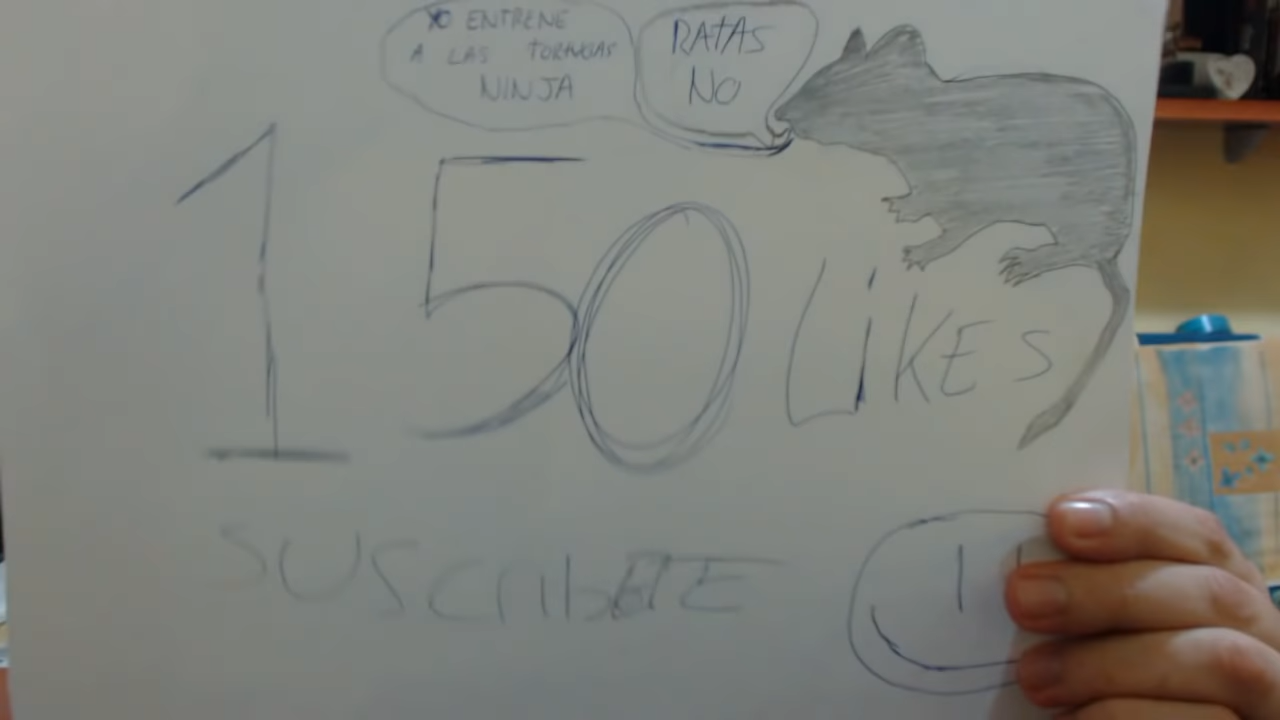 YO ENTRENE
A LAS TORTUGAS
NINJA
RATAS
NO
150 LiKES
SUSCRIbETE